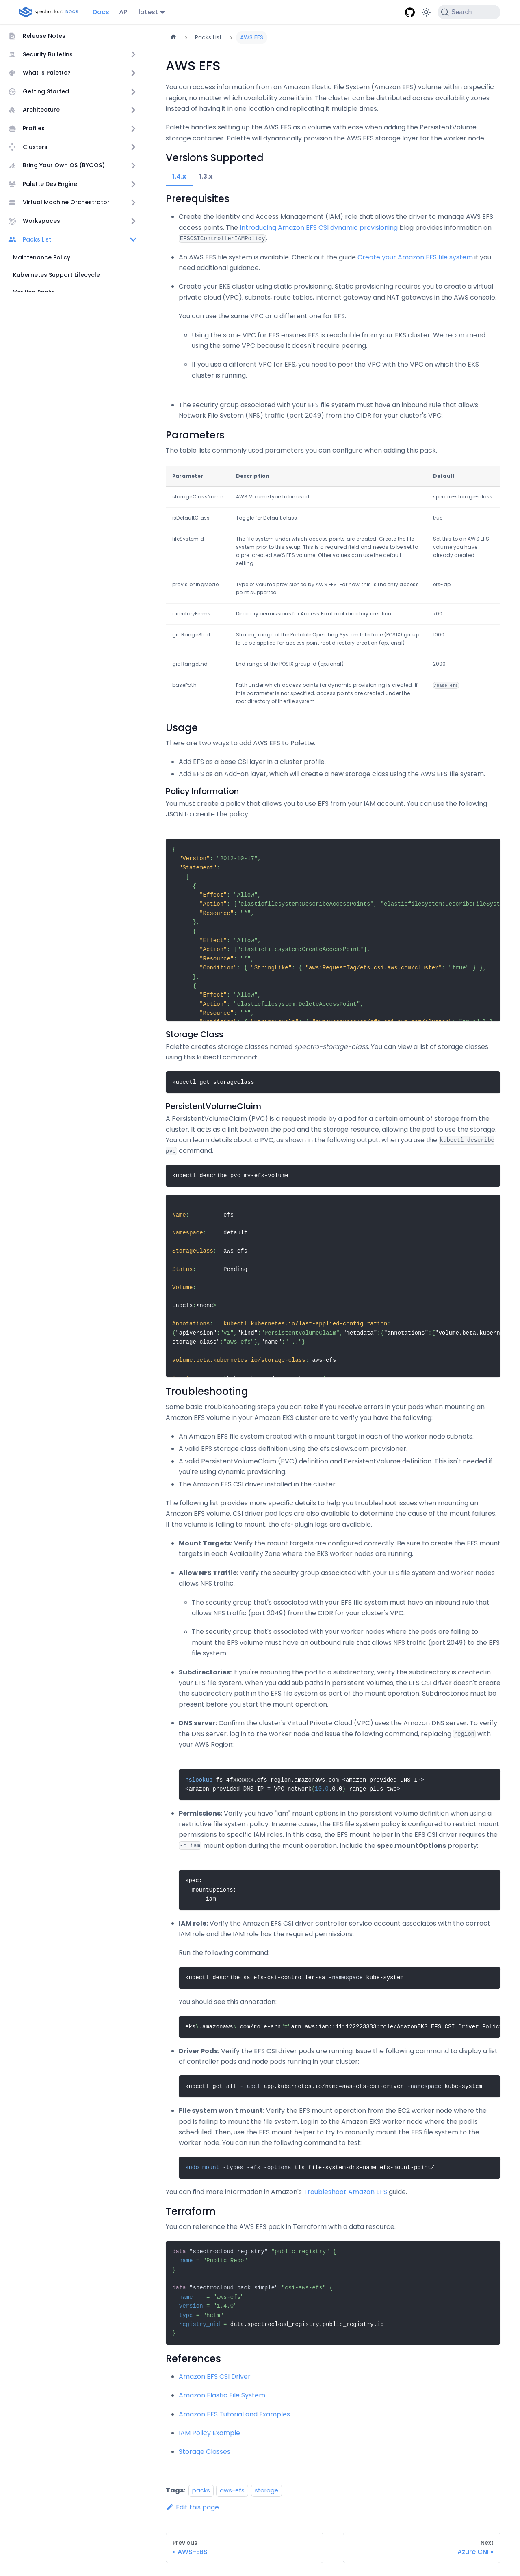 spectro cloud DOCS
Docs
API
latest
Search
Release Notes
Security Bulletins
What is Palette?
Getting Started
Architecture
Profiles
Clusters
Bring Your Own OS (BYOOS)
Palette Dev Engine
Virtual Machine Orchestrator
Workspaces
Packs List
Maintenance Policy
Kubernetes Support Lifecycle
Packs List
AWS EFS
AWS EFS
You can access information from an Amazon Elastic File System (Amazon EFS) volume within a specific
region, no matter which availability zone it's in. The cluster can be distributed across availability zones
instead of having it in one location and replicating it multiple times.
Palette handles setting up the AWS EFS as a volume with ease when adding the PersistentVolume
storage container. Palette will dynamically provision the AWS EFS storage layer for the worker node.
Versions Supported
1.4.x
1.3.x
Prerequisites
Create the Identity and Access Management (IAM) role that allows the driver to manage AWS EFS
access points. The Introducing Amazon EFS CSI dynamic provisioning blog provides information on
EFSCSIControllerIAMPolicy.
An AWS EFS file system is available. Check out the guide Create your Amazon EFS file system if you
need additional guidance.
Create your EKS cluster using static provisioning. Static provisioning requires you to create a virtual
private cloud (VPC), subnets, route tables, internet gateway and NAT gateways in the AWS console.
You can use the same VPC or a different one for EFS:
Using the same VPC for EFS ensures EFS is reachable from your EKS cluster. We recommend
using the same VPC because it doesn't require peering.
If you use a different VPC for EFS, you need to peer the VPC with the VPC on which the EKS
cluster is running.
The security group associated with your EFS file system must have an inbound rule that allows
Network File System (NFS) traffic (port 2049) from the CIDR for your cluster's VPC.
Parameters
The table lists commonly used parameters you can configure when adding this pack.
Parameter Description Default
storageClassName AWS Volume type to be used. spectro-storage-class
isDefaultClass Toggle for Default class. true
fileSystemId The file system under which access points are created. Create the file
system prior to this setup. This is a required field and needs to be set to
a pre-created AWS EFS volume. Other values can use the default
setting.
Set this to an AWS EFS
volume you have
already created.
provisioningMode Type of volume provisioned by AWS EFS. For now, this is the only access
point supported.
efs-ap
directoryPerms Directory permissions for Access Point root directory creation. 700
gidRangeStart Starting range of the Portable Operating System Interface (POSIX) group
Id to be applied for access point root directory creation (optional).
1000
gidRangeEnd End range of the POSIX group Id (optional). 2000
basePath Path under which access points for dynamic provisioning is created. If
this parameter is not specified, access points are created under the
root directory of the file system.
/base_efs
Usage
There are two ways to add AWS EFS to Palette:
Add EFS as a base CSI layer in a cluster profile.
Add EFS as an Add-on layer, which will create a new storage class using the AWS EFS file system.
Policy Information
You must create a policy that allows you to use EFS from your IAM account. You can use the following
JSON to create the policy.
{
"Version": "2012-10-17",
"Statement":
[
{
"Effect": "Allow",
"Action": ["elasticfilesystem:DescribeAccessPoints", "elasticfilesystem:DescribeFileSyst
"Resource": "*",
},
{
"Effect": "Allow",
"Action": ["elasticfilesystem:CreateAccessPoint"],
"Resource": "*",
"Condition": { "StringLike": { "aws:RequestTag/efs.csi.aws.com/cluster": "true" } },
},
{
"Effect": "Allow",
"Action": "elasticfilesystem:DeleteAccessPoint",
"Resource": "*",
Storage Class
Palette creates storage classes named spectro-storage-class. You can view a list of storage classes
using this kubectl command:
kubectl get storageclass
PersistentVolumeClaim
A PersistentVolumeClaim (PVC) is a request made by a pod for a certain amount of storage from the
cluster. It acts as a link between the pod and the storage resource, allowing the pod to use the storage.
You can learn details about a PVC, as shown in the following output, when you use the kubectl describe
pvc command.
kubectl describe pvc my-efs-volume
Name: efs
Namespace: default
StorageClass: aws-efs
Status: Pending
Volume:
Labels:<none>
Annotations: kubectl.kubernetes.io/last-applied-configuration:
{"apiVersion":"v1","kind":"PersistentVolumeClaim","metadata":{"annotations":{"volume.beta.kubern
storage-class":"aws-efs"},"name":"..."}
volume.beta.kubernetes.io/storage-class: aws-efs
Troubleshooting
Some basic troubleshooting steps you can take if you receive errors in your pods when mounting an
Amazon EFS volume in your Amazon EKS cluster are to verify you have the following:
An Amazon EFS file system created with a mount target in each of the worker node subnets.
A valid EFS storage class definition using the efs.csi.aws.com provisioner.
A valid PersistentVolumeClaim (PVC) definition and PersistentVolume definition. This isn't needed if
you're using dynamic provisioning.
The Amazon EFS CSI driver installed in the cluster.
The following list provides more specific details to help you troubleshoot issues when mounting an
Amazon EFS volume. CSI driver pod logs are also available to determine the cause of the mount failures.
If the volume is failing to mount, the efs-plugin logs are available.
Mount Targets: Verify the mount targets are configured correctly. Be sure to create the EFS mount
targets in each Availability Zone where the EKS worker nodes are running.
Allow NFS Traffic: Verify the security group associated with your EFS file system and worker nodes
allows NFS traffic.
The security group that's associated with your EFS file system must have an inbound rule that
allows NFS traffic (port 2049) from the CIDR for your cluster's VPC.
The security group that's associated with your worker nodes where the pods are failing to
mount the EFS volume must have an outbound rule that allows NFS traffic (port 2049) to the EFS
file system.
Subdirectories: If you're mounting the pod to a subdirectory, verify the subdirectory is created in
your EFS file system. When you add sub paths in persistent volumes, the EFS CSI driver doesn't create
the subdirectory path in the EFS file system as part of the mount operation. Subdirectories must be
present before you start the mount operation.
DNS server: Confirm the cluster's Virtual Private Cloud (VPC) uses the Amazon DNS server. To verify
the DNS server, log in to the worker node and issue the following command, replacing region with
your AWS Region:
nslookup fs-4fxxxxxx.efs.region.amazonaws.com <amazon provided DNS IP>
<amazon provided DNS IP = VPC network(10.0.0.0) range plus two>
Permissions: Verify you have "iam" mount options in the persistent volume definition when using a
restrictive file system policy. In some cases, the EFS file system policy is configured to restrict mount
permissions to specific IAM roles. In this case, the EFS mount helper in the EFS CSI driver requires the
-o iam mount option during the mount operation. Include the spec.mountOptions property:
spec:
mountOptions:
- iam
IAM role: Verify the Amazon EFS CSI driver controller service account associates with the correct
IAM role and the IAM role has the required permissions.
Run the following command:
kubectl describe sa efs-csi-controller-sa -namespace kube-system
You should see this annotation:
eks\.amazonaws\.com/role-arn"="arn:aws:iam::111122223333:role/AmazonEKS_EFS_CSI_Driver_Policy
Driver Pods: Verify the EFS CSI driver pods are running. Issue the following command to display a list
of controller pods and node pods running in your cluster:
kubectl get all -label app.kubernetes.io/name=aws-efs-csi-driver -namespace kube-system
File system won't mount: Verify the EFS mount operation from the EC2 worker node where the
pod is failing to mount the file system. Log in to the Amazon EKS worker node where the pod is
scheduled. Then, use the EFS mount helper to try to manually mount the EFS file system to the
worker node. You can run the following command to test:
sudo mount -types -efs -options tls file-system-dns-name efs-mount-point/
You can find more information in Amazon's Troubleshoot Amazon EFS guide.
Terraform
You can reference the AWS EFS pack in Terraform with a data resource.
data "spectrocloud_registry" "public_registry" {
name = "Public Repo"
}
data "spectrocloud_pack_simple" "csi-aws-efs" {
name = "aws-efs"
version = "1.4.0"
type = "helm"
registry_uid = data.spectrocloud_registry.public_registry.id
}
References
Amazon EFS CSI Driver
Amazon Elastic File System
Amazon EFS Tutorial and Examples
IAM Policy Example
Storage Classes
Tags: packs aws-efs storage
Edit this page
Previous
« AWS-EBS
Next
Azure CNI »